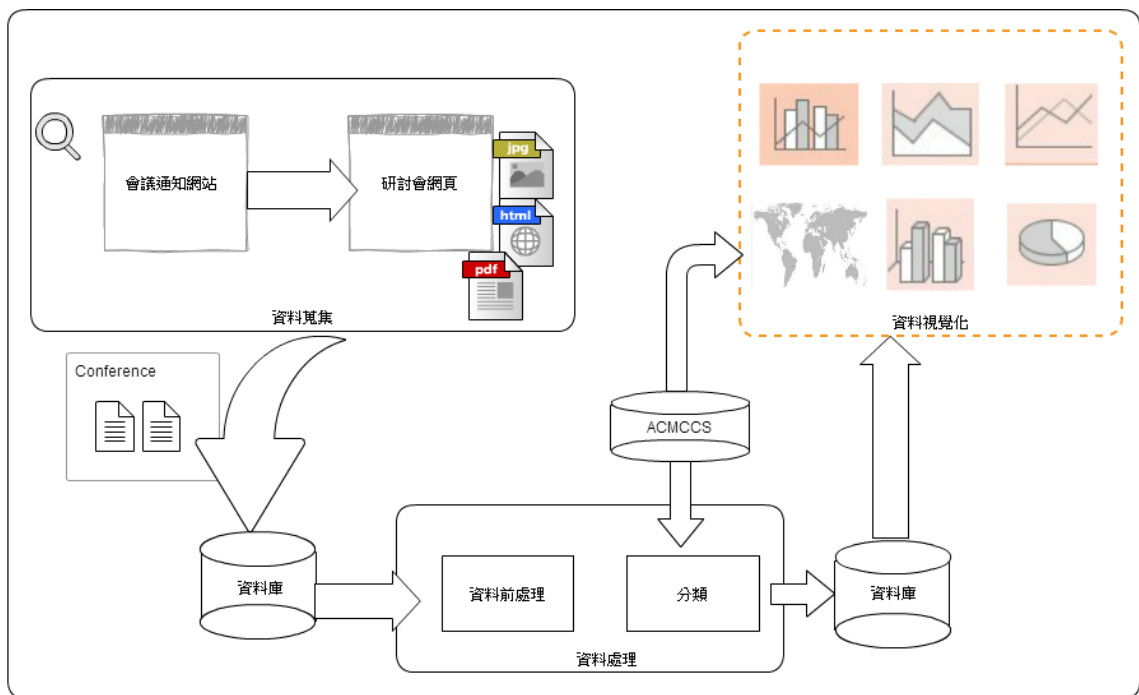 會議通知網站
研討會網頁
jpg
html
pdf
資料蒐集
資料視覺化
Conference
ACMCCS
資料庫
資料前處理
分類
資料庫
資料處理